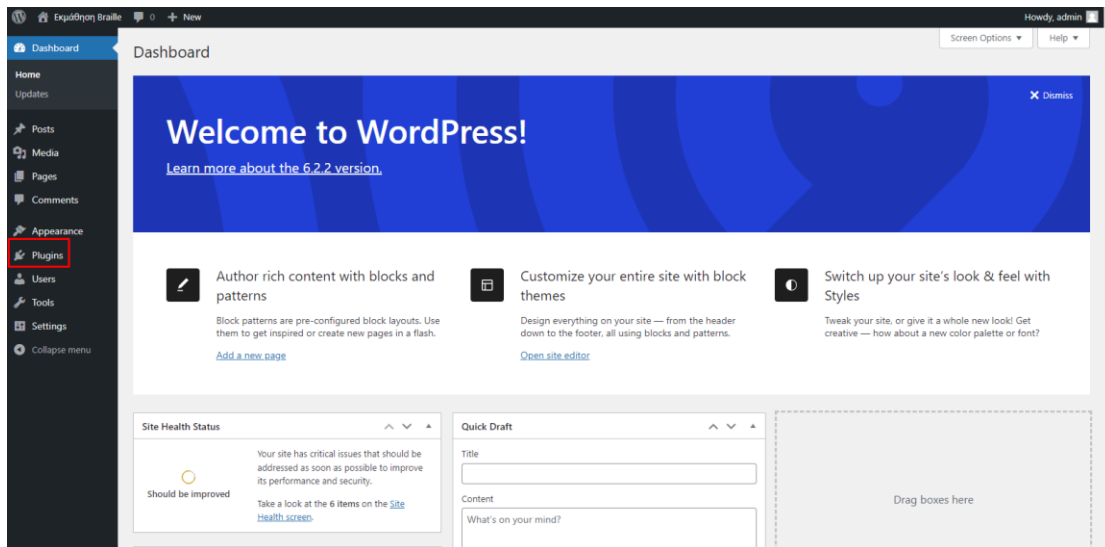 Εκμάθηση Braille 0 New Howdy, admin
Dashboard
Home
Updates
Posts
Media
Pages
Comments
Appearance
Plugins
Users
Tools
Settings
Collapse menu
Screen Options ▼ Help ▼
Dashboard
Dismiss
Welcome to WordPress!
Learn more about the 6.2.2 version.
Author rich content with blocks and
patterns
Block patterns are pre-configured block layouts. Use
them to get inspired or create new pages in a flash.
Add a new page
Customize your entire site with block
themes
Design everything on your site — from the header
down to the footer, all using blocks and patterns.
Open site editor
Switch up your site's look & feel with
Styles
Tweak your site, or give it a whole new look! Get
creative — how about a new color palette or font?
Site Health Status
Should be improved
Your site has critical issues that should be
addressed as soon as possible to improve
its performance and security.
Take a look at the 6 items on the Site
Health screen.
Quick Draft
Title
Content
What's on your mind?
Drag boxes here